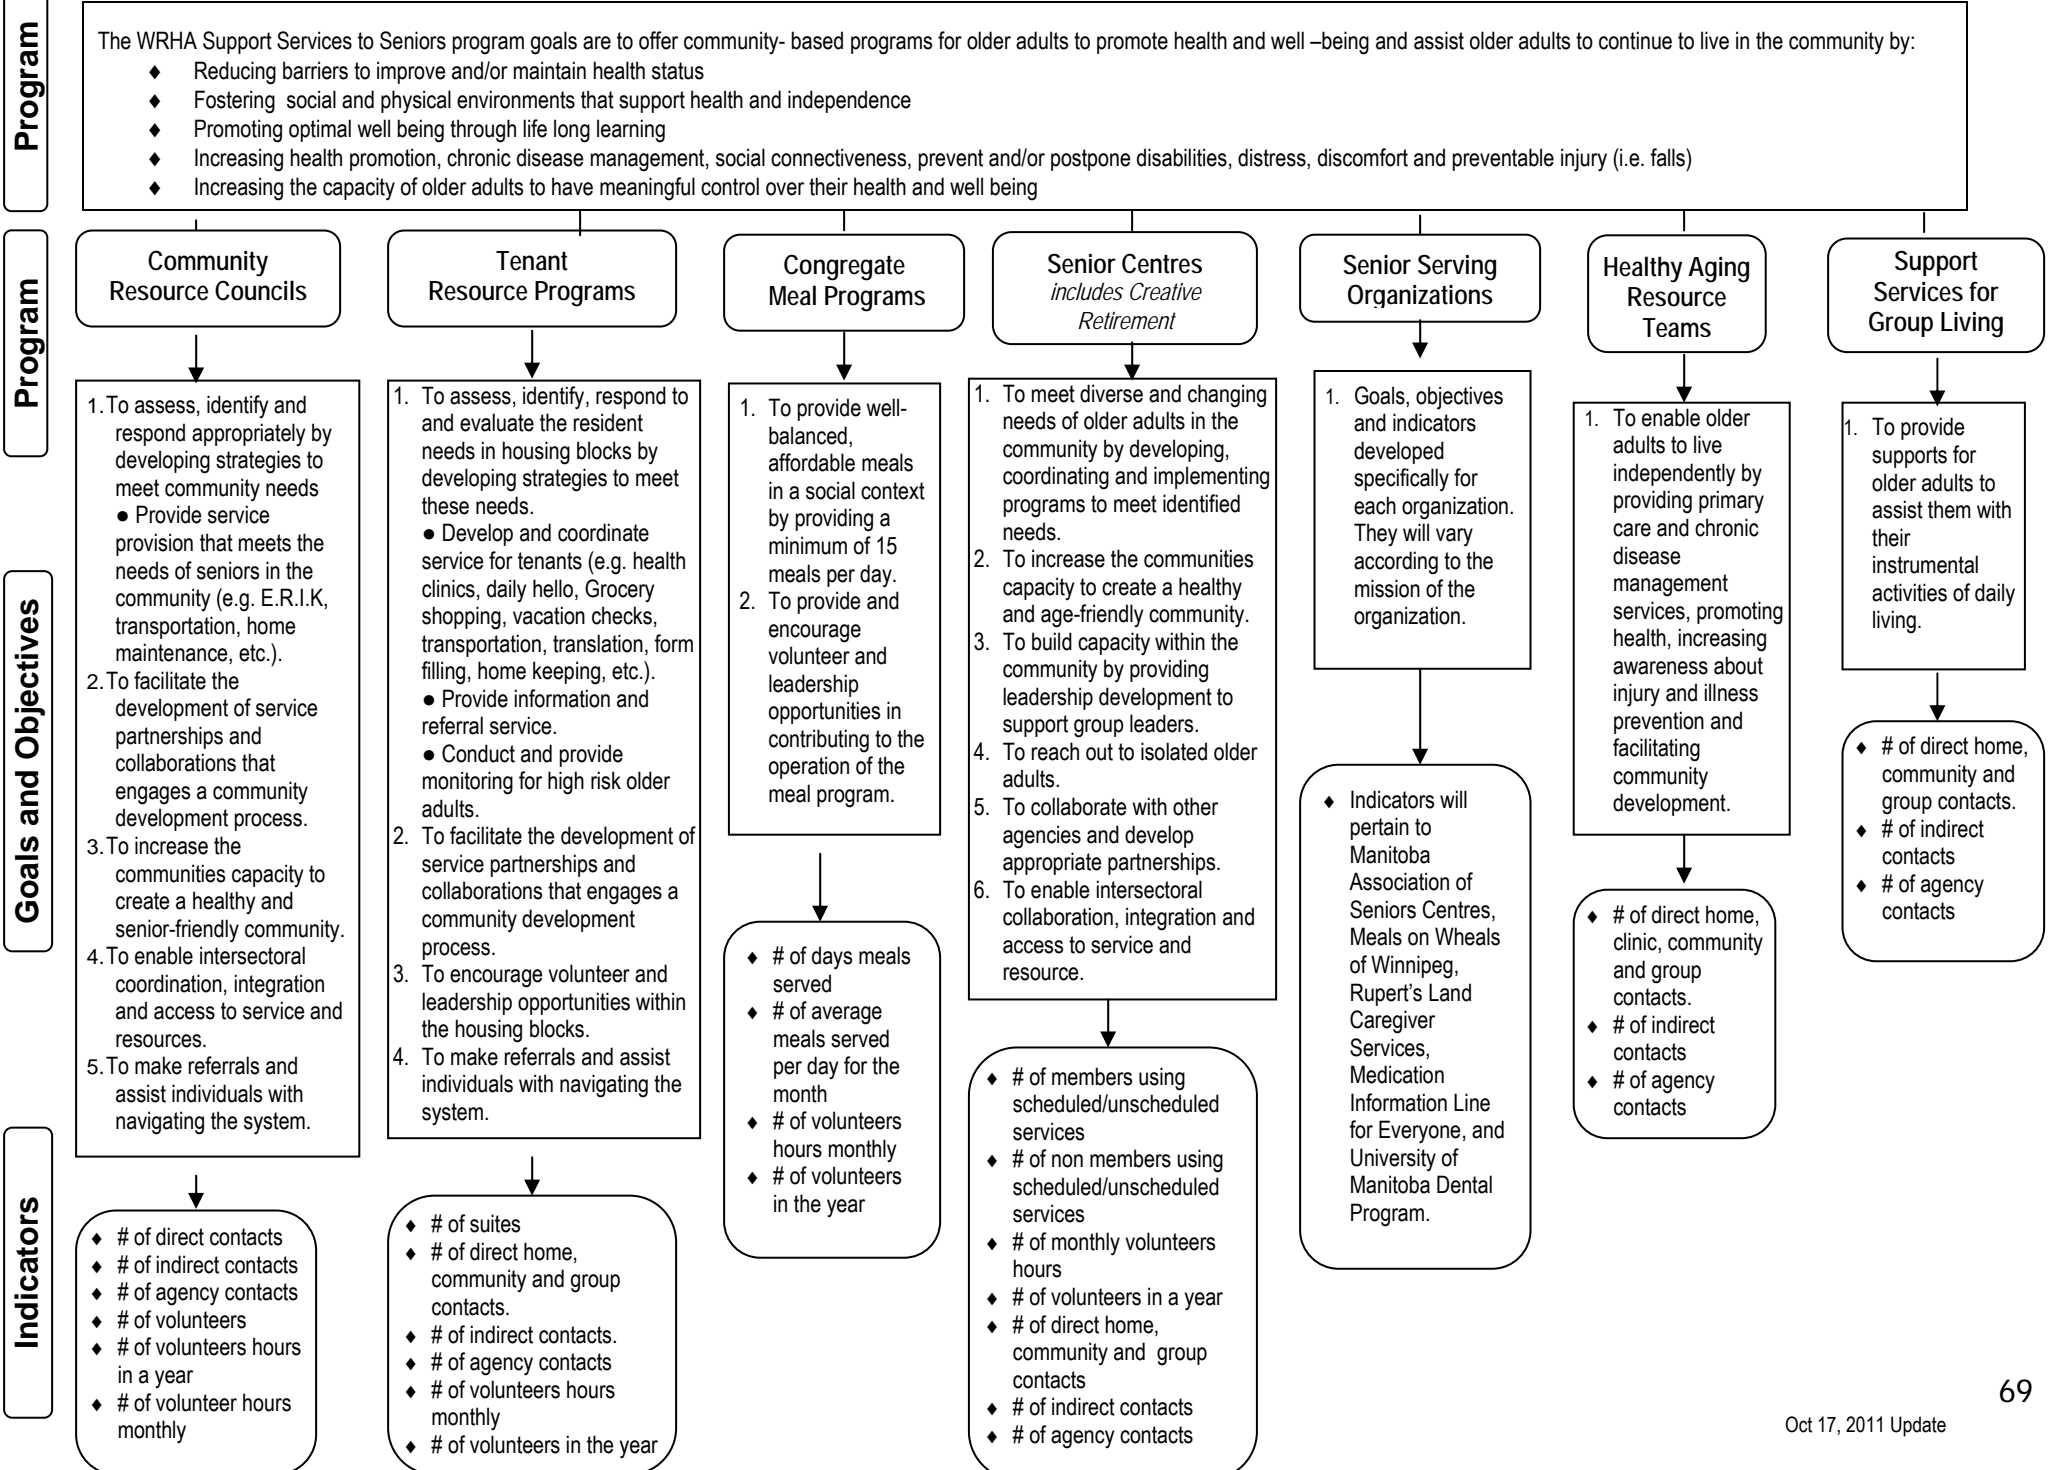 Program
The WRHA Support Services to Seniors program goals are to offer community- based programs for older adults to promote health and well –being and assist older adults to continue to live in the community by:
♦ Reducing barriers to improve and/or maintain health status
♦ Fostering social and physical environments that support health and independence
♦ Promoting optimal well being through life long learning
♦ Increasing health promotion, chronic disease management, social connectiveness, prevent and/or postpone disabilities, distress, discomfort and preventable injury (i.e. falls)
♦ Increasing the capacity of older adults to have meaningful control over their health and well being
Program
Community
Resource Councils
Tenant
Resource Programs
Congregate
Meal Programs
Senior Centres
includes Creative
Retirement
Senior Serving
Organizations
Healthy Aging
Resource
Teams
Support
Services for
Group Living
Goals and Objectives
1. To assess, identify and
respond appropriately by
developing strategies to
meet community needs
● Provide service
provision that meets the
needs of seniors in the
community (e.g. E.R.I.K,
transportation, home
maintenance, etc.).
2. To facilitate the
development of service
partnerships and
collaborations that
engages a community
development process.
3. To increase the
communities capacity to
create a healthy and
senior-friendly community.
4. To enable intersectoral
coordination, integration
and access to service and
resources.
5. To make referrals and
assist individuals with
navigating the system.
1. To assess, identify, respond to
and evaluate the resident
needs in housing blocks by
developing strategies to meet
these needs.
● Develop and coordinate
service for tenants (e.g. health
clinics, daily hello, Grocery
shopping, vacation checks,
transportation, translation, form
filling, home keeping, etc.).
● Provide information and
referral service.
● Conduct and provide
monitoring for high risk older
adults.
2. To facilitate the development of
service partnerships and
collaborations that engages a
community development
process.
3. To encourage volunteer and
leadership opportunities within
the housing blocks.
4. To make referrals and assist
individuals with navigating the
system.
1. To provide well-
balanced,
affordable meals
in a social context
by providing a
minimum of 15
meals per day.
2. To provide and
encourage
volunteer and
leadership
opportunities in
contributing to the
operation of the
meal program.
1. To meet diverse and changing
needs of older adults in the
community by developing,
coordinating and implementing
programs to meet identified
needs.
2. To increase the communities
capacity to create a healthy
and age-friendly community.
3. To build capacity within the
community by providing
leadership development to
support group leaders.
4. To reach out to isolated older
adults.
5. To collaborate with other
agencies and develop
appropriate partnerships.
6. To enable intersectoral
collaboration, integration and
access to service and
resource.
1. Goals, objectives
and indicators
developed
specifically for
each organization.
They will vary
according to the
mission of the
organization.
1. To enable older
adults to live
independently by
providing primary
care and chronic
disease
management
services, promoting
health, increasing
awareness about
injury and illness
prevention and
facilitating
community
development.
1. To provide
supports for
older adults to
assist them with
their
instrumental
activities of daily
living.
Indicators
♦ # of direct contacts
♦ # of indirect contacts
♦ # of agency contacts
♦ # of volunteers
♦ # of volunteers hours
in a year
♦ # of volunteer hours
monthly
♦ # of suites
♦ # of direct home,
community and group
contacts.
♦ # of indirect contacts.
♦ # of agency contacts
♦ # of volunteers hours
monthly
♦ # of volunteers in the year
♦ # of days meals
served
♦ # of average
meals served
per day for the
month
♦ # of volunteers
hours monthly
♦ # of volunteers
in the year
♦ # of members using
scheduled/unscheduled
services
♦ # of non members using
scheduled/unscheduled
services
♦ # of monthly volunteers
hours
♦ # of volunteers in a year
♦ # of direct home,
community and group
contacts
♦ # of indirect contacts
♦ # of agency contacts
♦ Indicators will
pertain to
Manitoba
Association of
Seniors Centres,
Meals on Wheals
of Winnipeg,
Rupert’s Land
Caregiver
Services,
Medication
Information Line
for Everyone, and
University of
Manitoba Dental
Program.
♦ # of direct home,
clinic, community
and group
contacts.
♦ # of indirect
contacts
♦ # of agency
contacts
♦ # of direct home,
community and
group contacts.
♦ # of indirect
contacts
♦ # of agency
contacts
69
Oct 17, 2011 Update